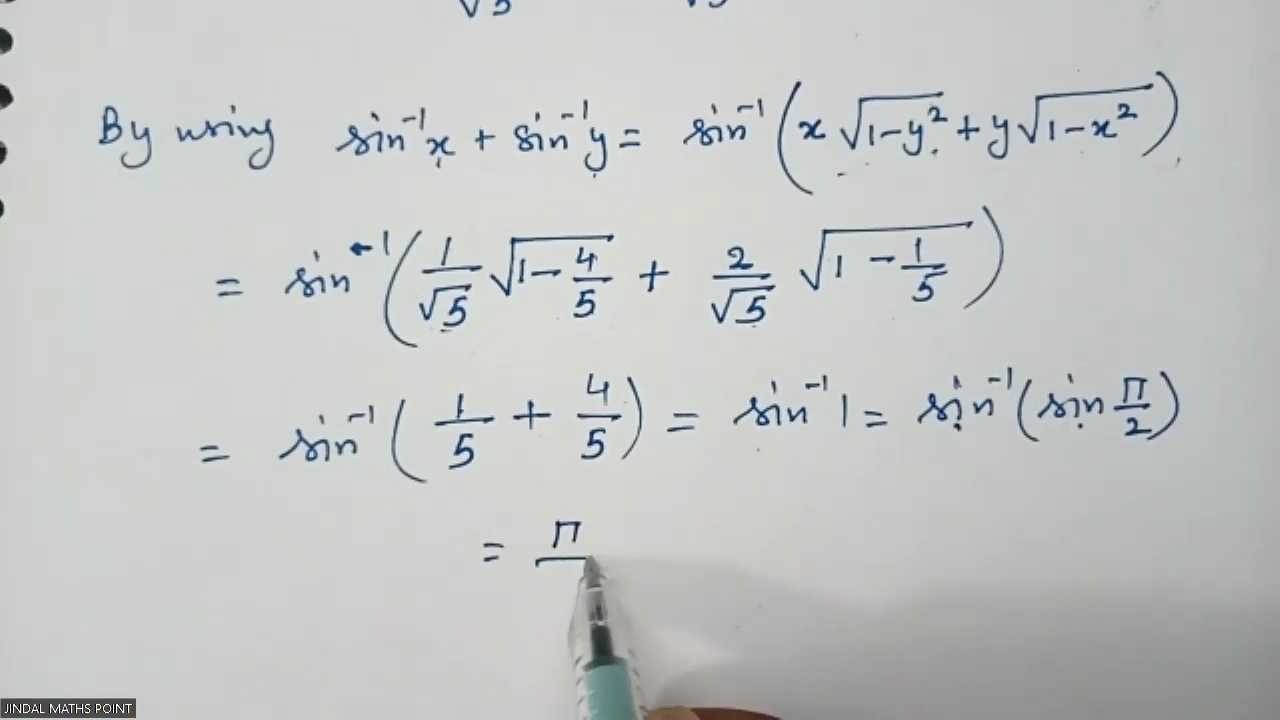 √5 √5
By using sin⁻¹x + sin⁻¹y = sin⁻¹(x√(1-y²) + y√(1-x²))
= sin⁻¹(1/√5 √(1-4/5) + 2/√5 √(1-1/5))
= sin⁻¹(1/5 + 4/5) = sin⁻¹1 = sin⁻¹(sin π/2)
= π
JINDAL MATHS POINT